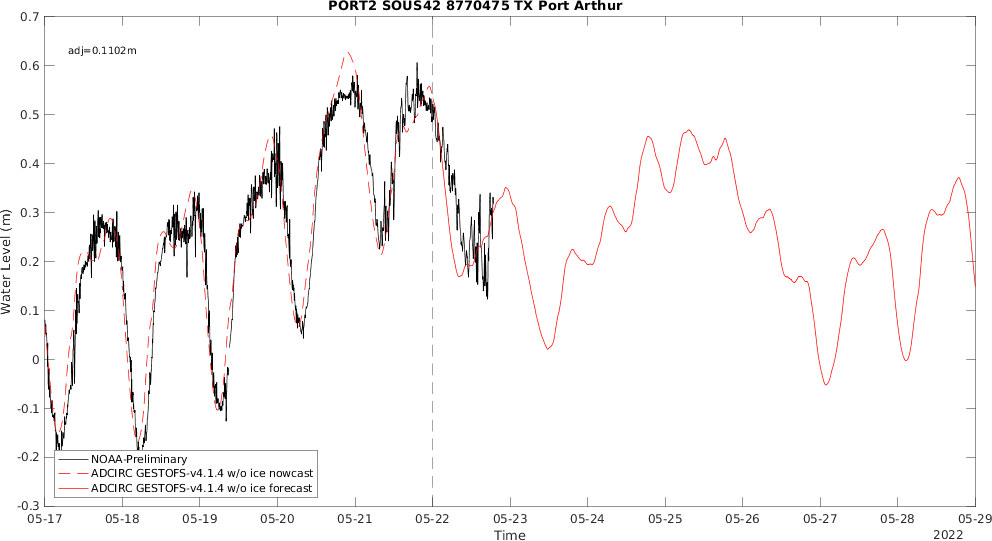 PORT2 SOUS42 8770475 TX Port Arthur
0.7
adj=0.1102m
0.6
0.5
0.4
0.3
0.2
0.1
0
-0.1
-0.2
-0.3
Water Level (m)
NOAA-Preliminary
ADCIRC GESTOFS-v4.1.4 w/o ice nowcast
ADCIRC GESTOFS-v4.1.4 w/o ice forecast
05-17 05-18 05-19 05-20 05-21 05-22 05-23 05-24 05-25 05-26 05-27 05-28 05-29
Time
2022